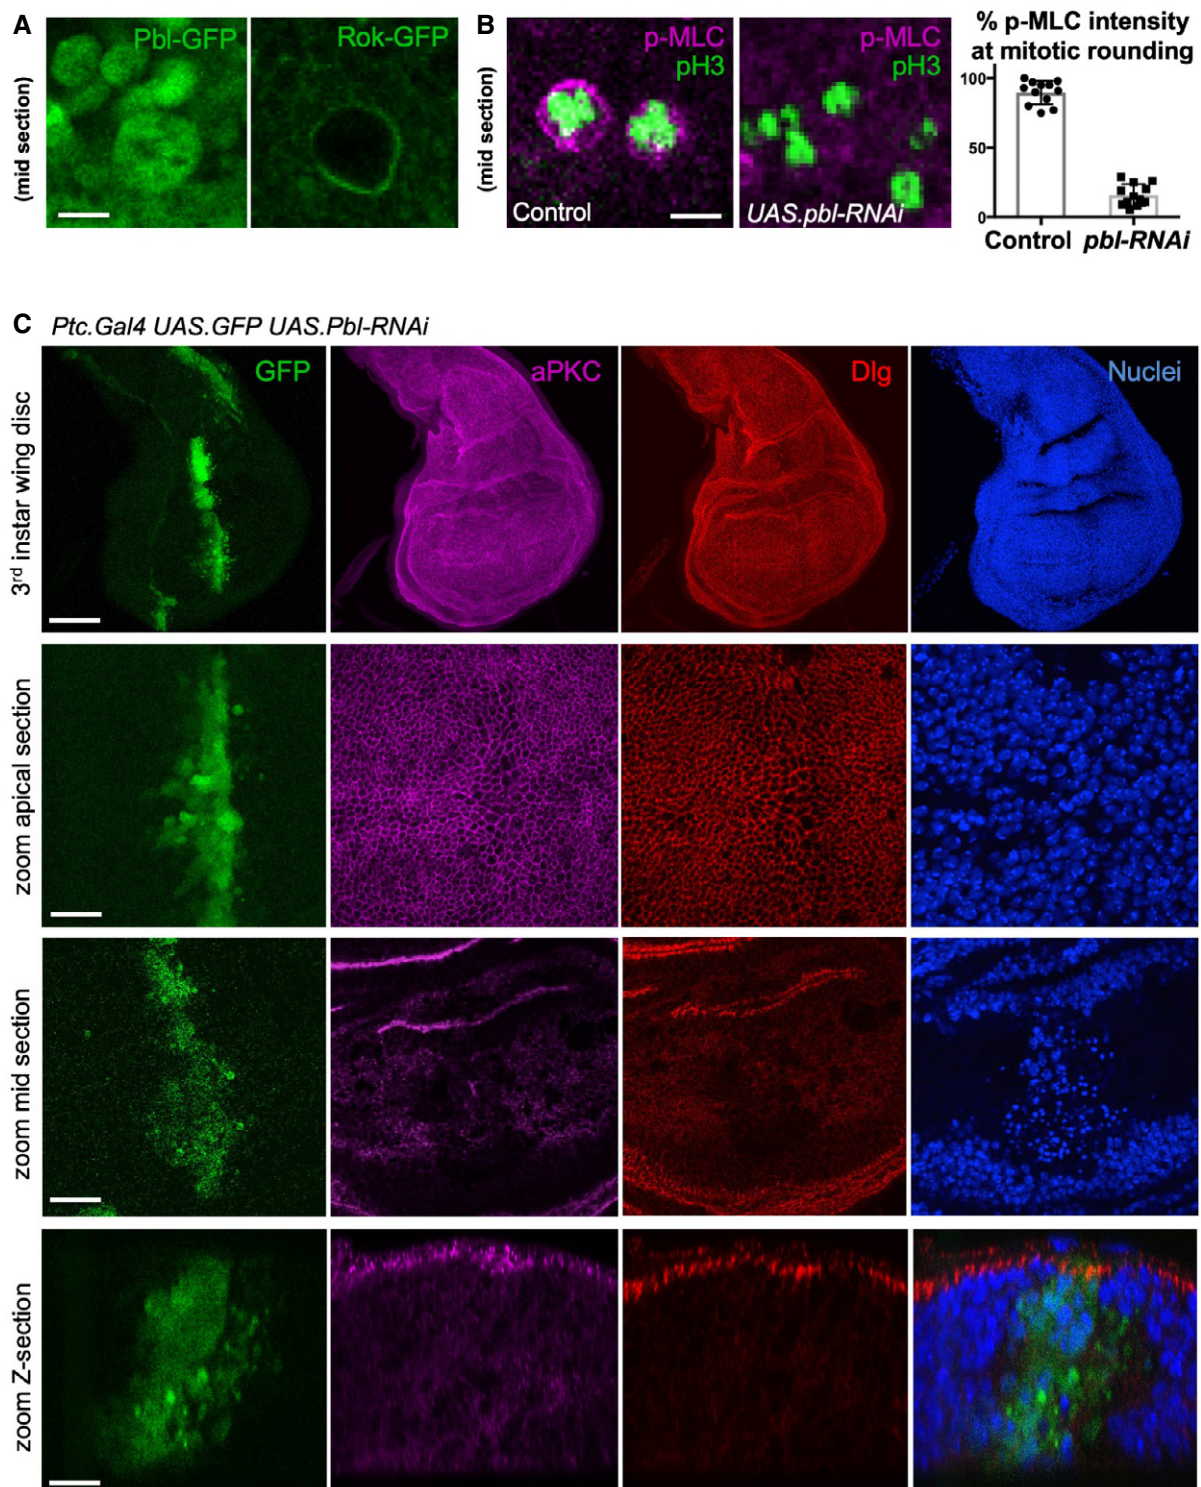 A
Pbl-GFP
Rok-GFP
(mid section)
B
p-MLC
pH3
Control
p-MLC
pH3
UAS.pbl-RNAi
(mid section)
% p-MLC intensity
at mitotic rounding
100
50
0
Control pbl-RNAi
C Ptc.Gal4 UAS.GFP UAS.Pbl-RNAi
GFP
aPKC
Dlg
Nuclei
3rd instar wing disc
zoom apical section
zoom mid section
zoom Z-section